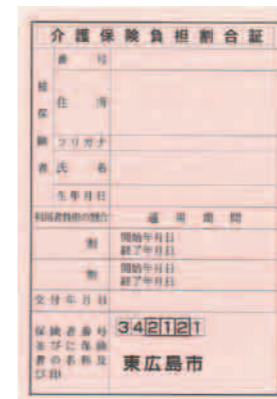 介護保険負担割合証
番号
被保険者
住所
フリガナ
氏名
生年月日
利用者負担の割合 適用期間
割 開始年月日
終了年月日
割 開始年月日
終了年月日
交付年月日
保険者番号
並びに保険
者の名称及
び印
342121
東広島市